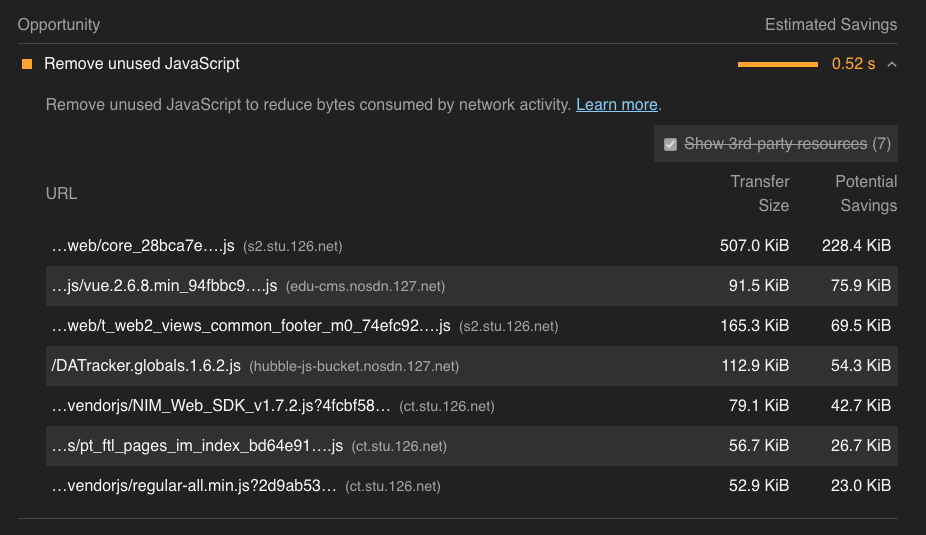 Opportunity Estimated Savings
Remove unused JavaScript 0.52 s
Remove unused JavaScript to reduce bytes consumed by network activity. Learn more.
Show 3rd-party resources (7)
URL Transfer Size Potential Savings
…web/core_28bca7e….js (s2.stu.126.net) 507.0 KiB 228.4 KiB
…js/vue.2.6.8.min_94fbbc9….js (edu-cms.nosdn.127.net) 91.5 KiB 75.9 KiB
…web/t_web2_views_common_footer_m0_74efc92….js (s2.stu.126.net) 165.3 KiB 69.5 KiB
/DATracker.globals.1.6.2.js (hubble-js-bucket.nosdn.127.net) 112.9 KiB 54.3 KiB
…vendorjs/NIM_Web_SDK_v1.7.2.js?4fcbf58… (ct.stu.126.net) 79.1 KiB 42.7 KiB
…s/pt_ftl_pages_im_index_bd64e91….js (ct.stu.126.net) 56.7 KiB 26.7 KiB
…vendorjs/regular-all.min.js?2d9ab53… (ct.stu.126.net) 52.9 KiB 23.0 KiB